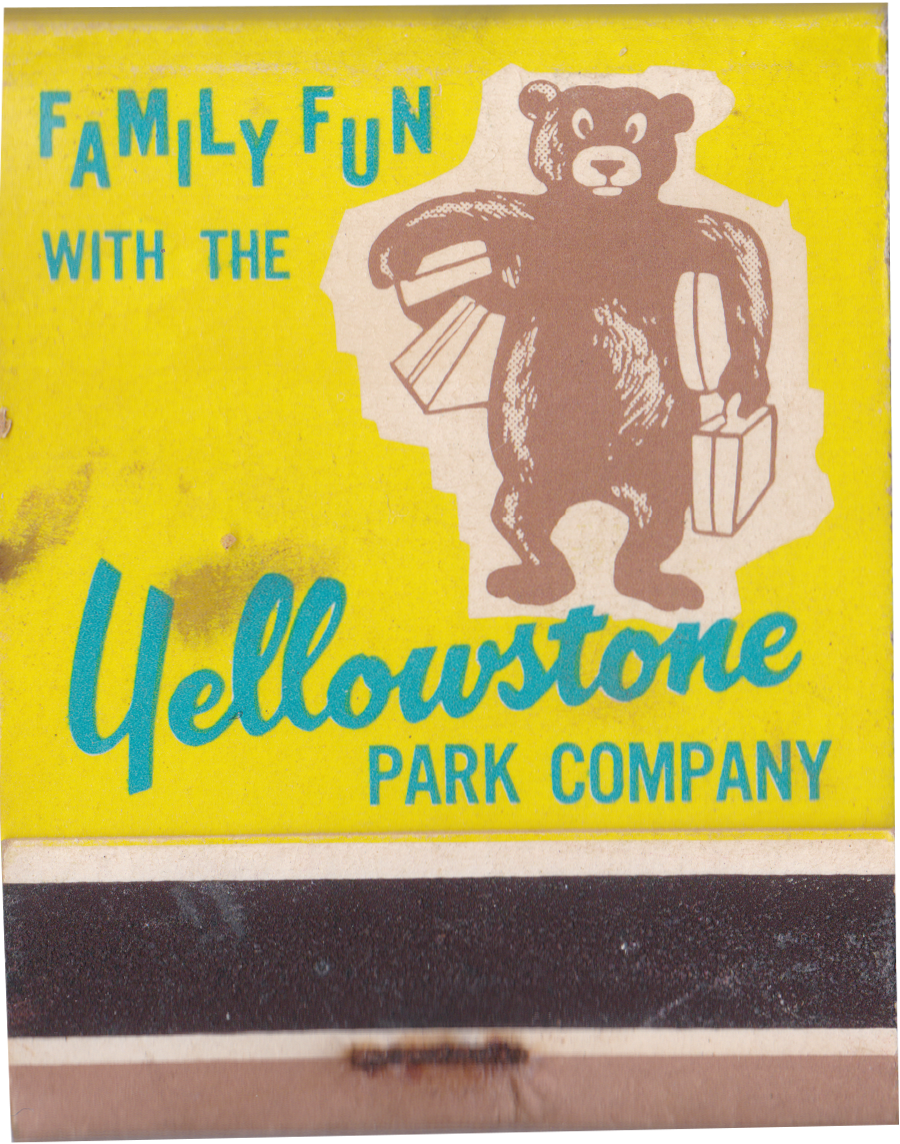 FAMILY FUN
WITH THE
Yellowstone
PARK COMPANY